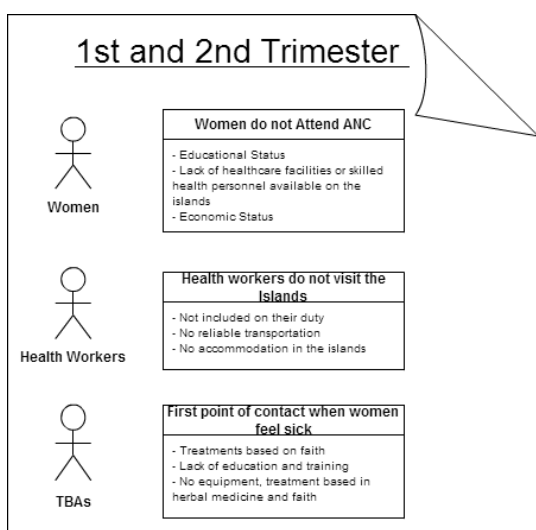 1st and 2nd Trimester
Women do not Attend ANC
- Educational Status
- Lack of healthcare facilities or skilled
health personnel available on the
islands
- Economic Status
Women
Health workers do not visit the
Islands
- Not included on their duty
- No reliable transportation
- No accommodation in the islands
Health Workers
First point of contact when women
feel sick
- Treatments based on faith
- Lack of education and training
- No equipment, treatment based in
herbal medicine and faith
TBAs